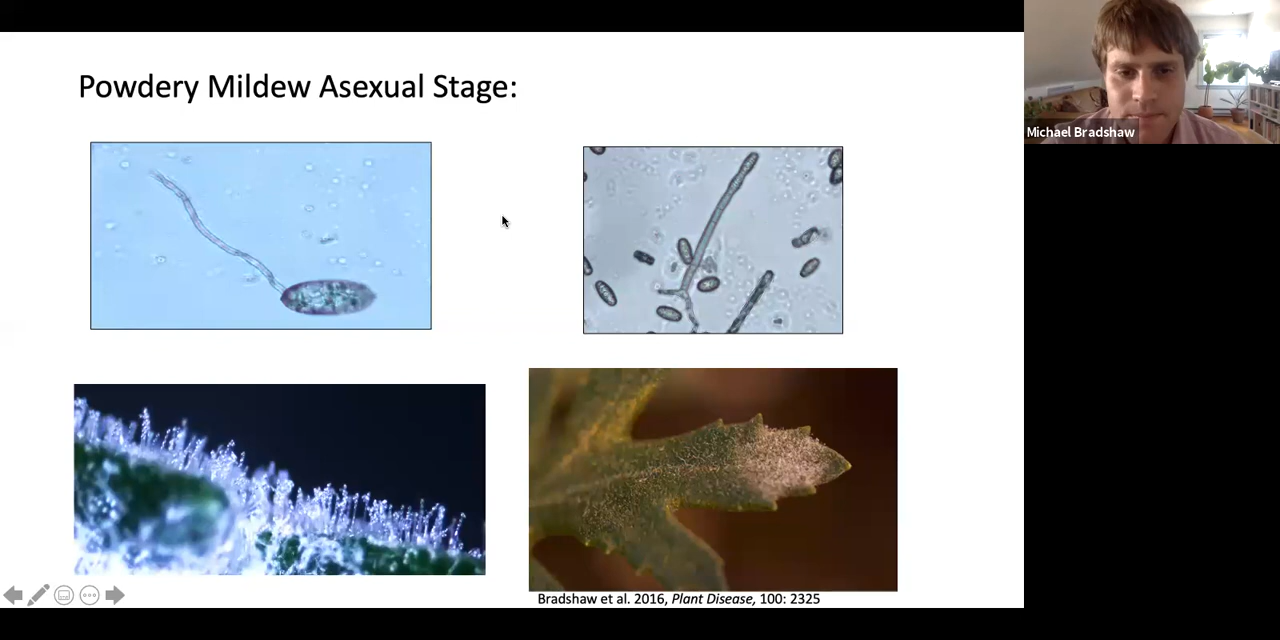 Powdery Mildew Asexual Stage:
Michael Bradshaw
Bradshaw et al. 2016, Plant Disease, 100: 2325